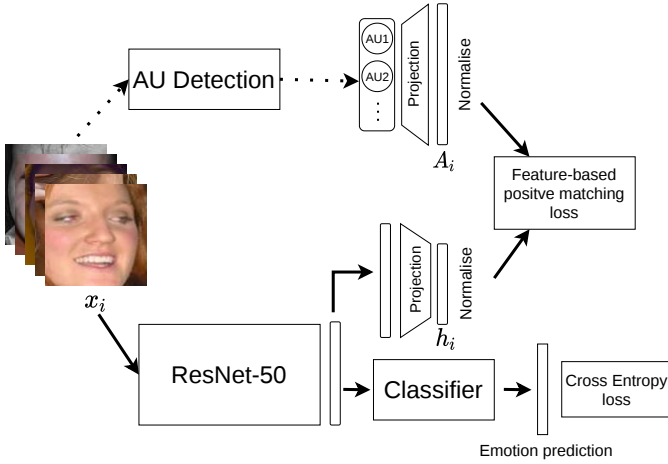 AU Detection
AU1
AU2
Projection
Normalise
A_i
Feature-based
positve matching
loss
x_i
Projection
Normalise
h_i
ResNet-50
Classifier
Cross Entropy
loss
Emotion prediction